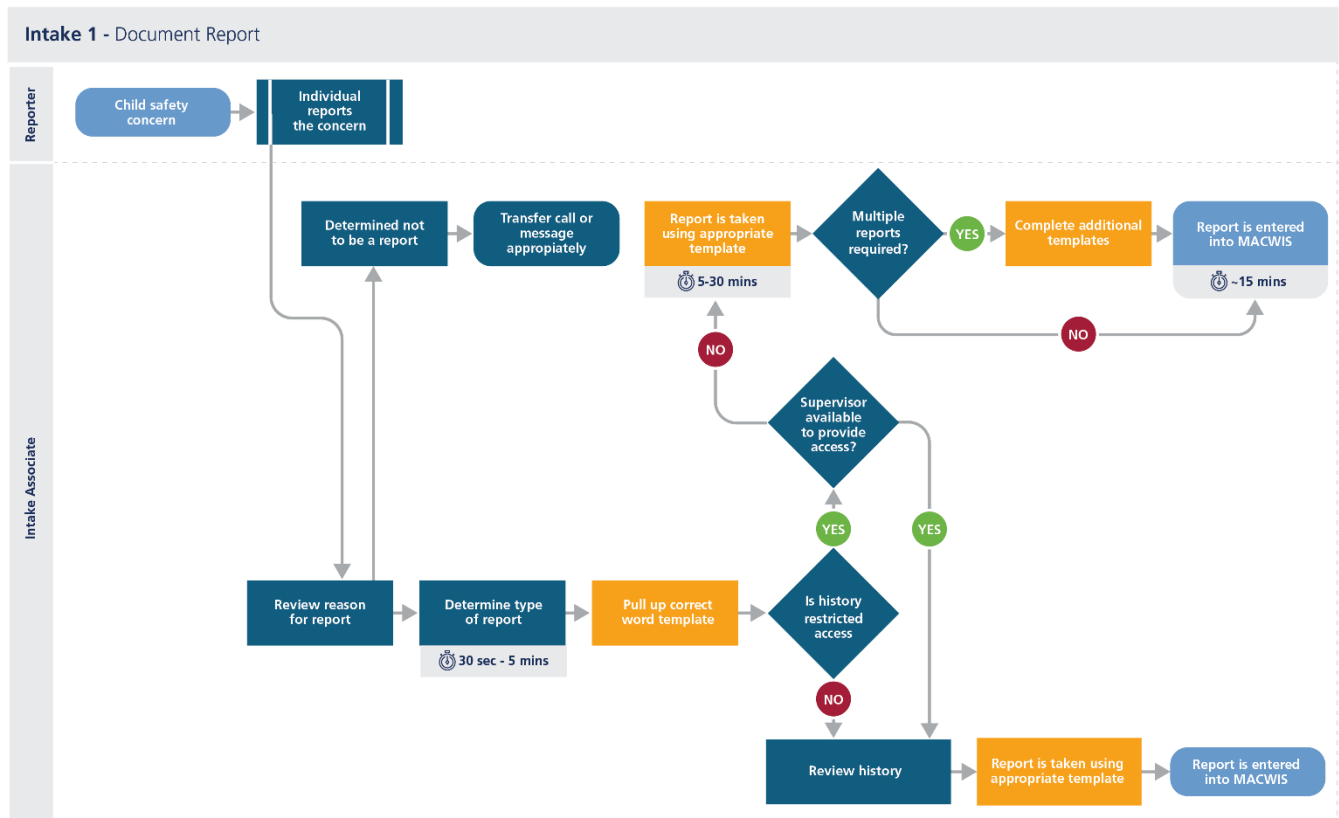 Intake 1 - Document Report
Reporter
Child safety
concern
Individual
reports
the concern
Intake Associate
Determined not
to be a report
Transfer call or
message
appropiately
Report is taken
using appropriate
template
5-30 mins
Multiple
reports
required?
YES
Complete additional
templates
Report is entered
into MACWIS
~15 mins
NO
NO
Supervisor
available
to provide
access?
YES
YES
Review reason
for report
Determine type
of report
30 sec - 5 mins
Pull up correct
word template
Is history
restricted
access
NO
Review history
Report is taken using
appropriate template
Report is entered
into MACWIS